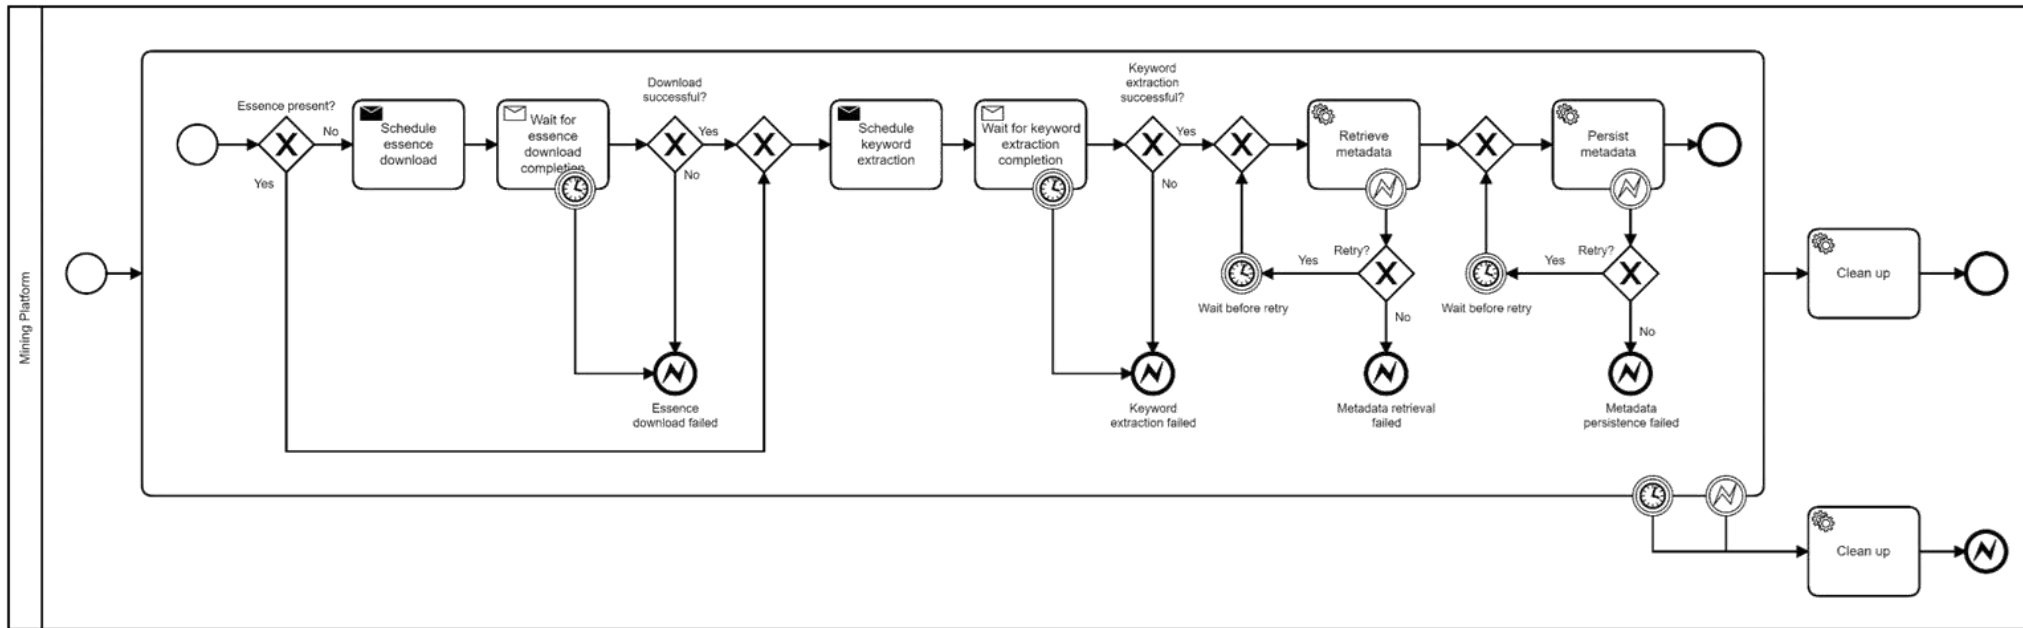 Mining Platform
Essence present?
No
Yes
Schedule
essence
download
Wait for
essence
download
completion
Download
successful?
Yes
No
Essence
download failed
Schedule
keyword
extraction
Wait for keyword
extraction
completion
Keyword
extraction
successful?
Yes
No
Keyword
extraction failed
Retrieve
metadata
Retry?
Yes
Wait before retry
No
Metadata retrieval
failed
Persist
metadata
Retry?
Yes
Wait before retry
No
Metadata
persistence failed
Clean up
Clean up